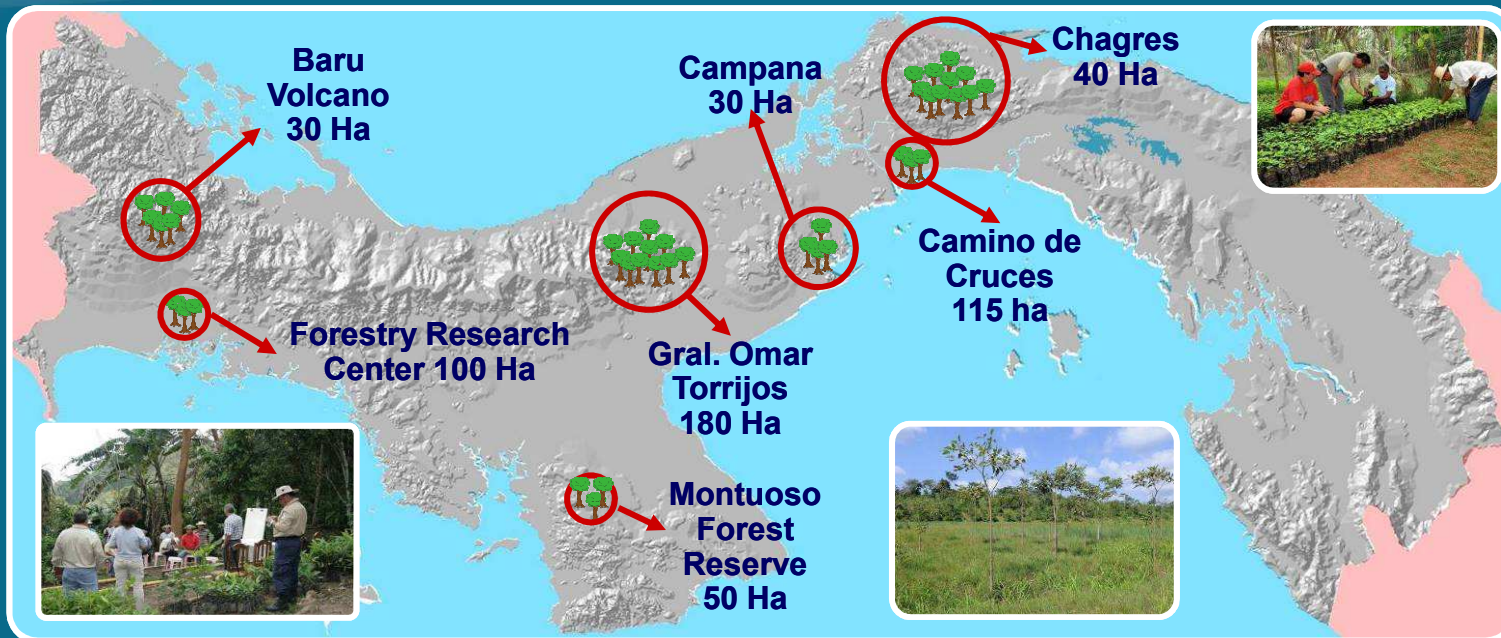 Baru
Volcano
30 Ha
Campana
30 Ha
Chagres
40 Ha
Camino de
Cruces
115 ha
Forestry Research
Center 100 Ha
Gral. Omar
Torrijos
180 Ha
Montuoso
Forest
Reserve
50 Ha